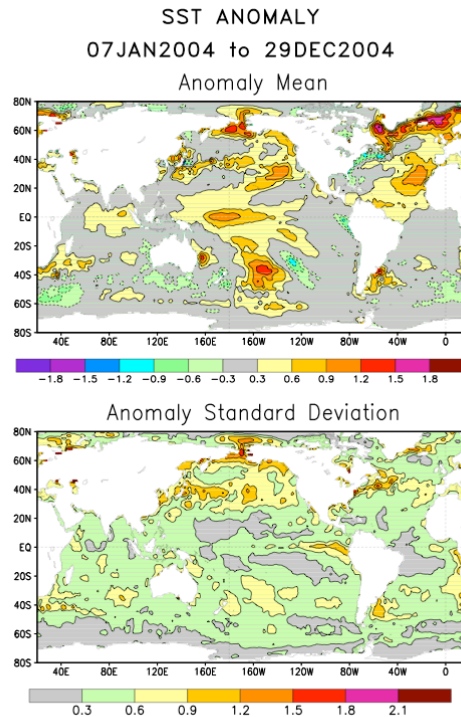 SST ANOMALY
07JAN2004 to 29DEC2004
Anomaly Mean
80N
60N
40N
20N
EQ
20S
40S
60S
80S
40E 80E 120E 160E 160W 120W 80W 40W 0
-1.8 -1.5 -1.2 -0.9 -0.6 -0.3 0.3 0.6 0.9 1.2 1.5 1.8
Anomaly Standard Deviation
80N
60N
40N
20N
EQ
20S
40S
60S
80S
40E 80E 120E 160E 160W 120W 80W 40W 0
0.3 0.6 0.9 1.2 1.5 1.8 2.1